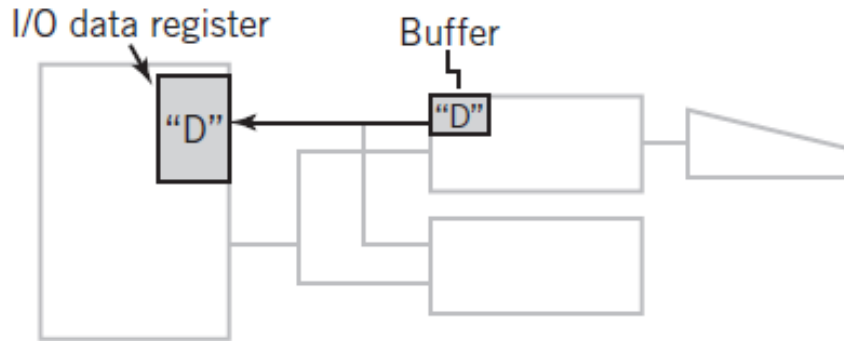 I/O data register
Buffer
“D”
“D”